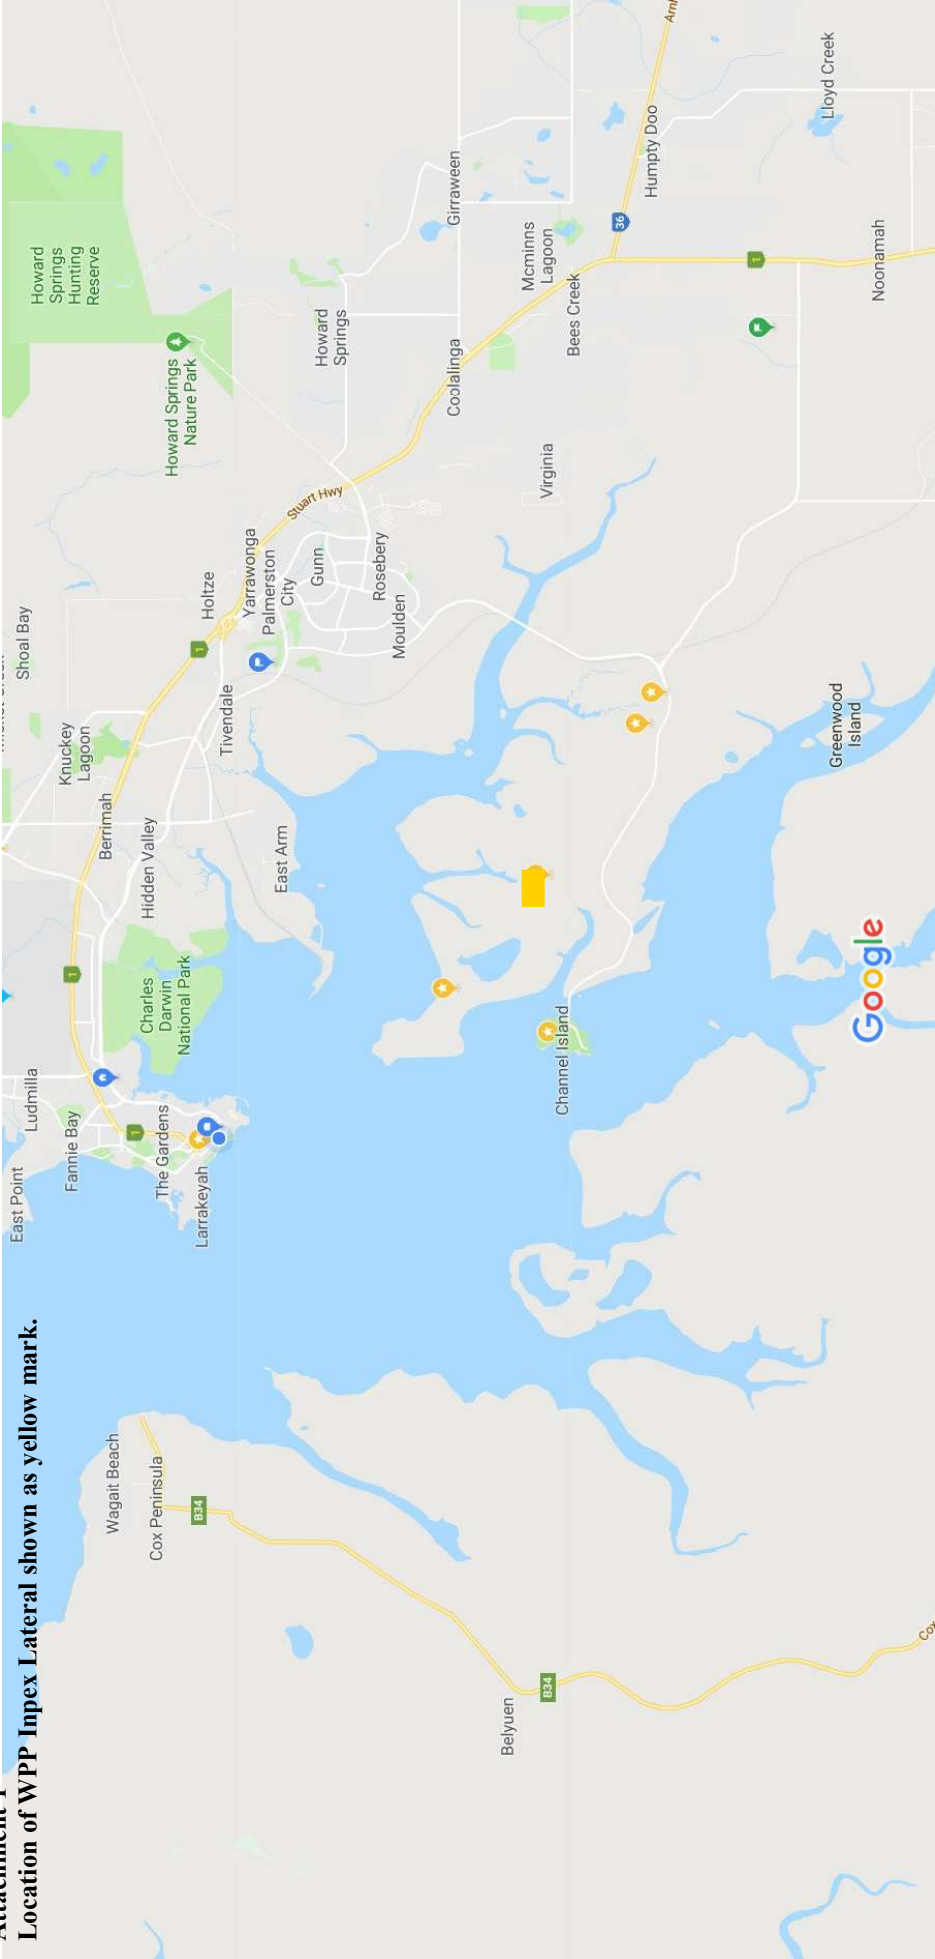 Attachment 1
Location of WPP Inpex Lateral shown as yellow mark.
Wagait Beach
Cox Peninsula
B34
Belyuen
B34
Cox
East Point
Ludmilla
Fannie Bay
1
The Gardens
Larrakeyah
1
Charles
Darwin
National Park
Channel Island
Shoal Bay
Knuckey
Lagoon
Berrimah
Hidden Valley
East Arm
Tivendale
1
Holtze
Yarrawonga
Palmerston
City
Gunn
Rosebery
Moulden
Stuart Hwy
Howard
Springs
Hunting
Reserve
Howard Springs
Nature Park
Howard
Springs
Girraween
Coolalinga
Virginia
Mcminns
Lagoon
Bees Creek
36
Humpty Doo
Lloyd Creek
1
Noonamah
Greenwood
Island
Google